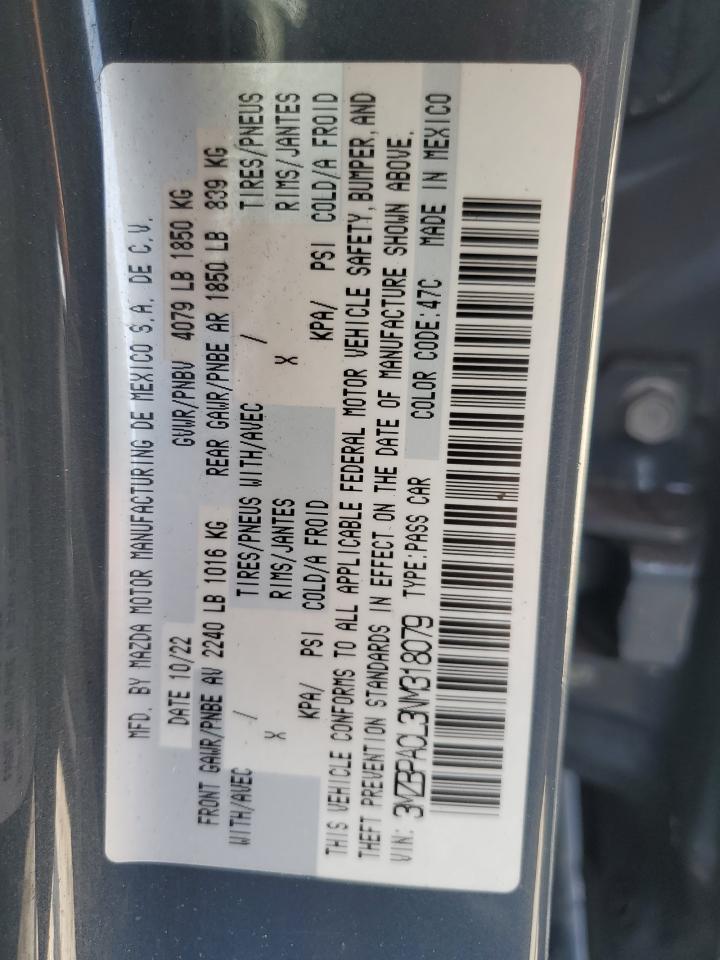 MFD. BY MAZDA MOTOR MANUFACTURING DE MEXICO S.A. DE C.V.
DATE 10/22 GVWR/PNBV 4079 LB 1850 KG
FRONT GAWR/PNBE AV 2240 LB 1016 KG REAR GAWR/PNBE AR 1850 LB 839 KG
WITH/AVEC / TIRES/PNEUS WITH/AVEC / TIRES/PNEUS
X RIMS/JANTES X RIMS/JANTES
KPA/ PSI COLD/A FROID KPA/ PSI COLD/A FROID
THIS VEHICLE CONFORMS TO ALL APPLICABLE FEDERAL MOTOR VEHICLE SAFETY, BUMPER, AND
THEFT PREVENTION STANDARDS IN EFFECT ON THE DATE OF MANUFACTURE SHOWN ABOVE.
VIN: 3MZBPACL3NM318079 TYPE:PASS CAR COLOR CODE:47C MADE IN MEXICO